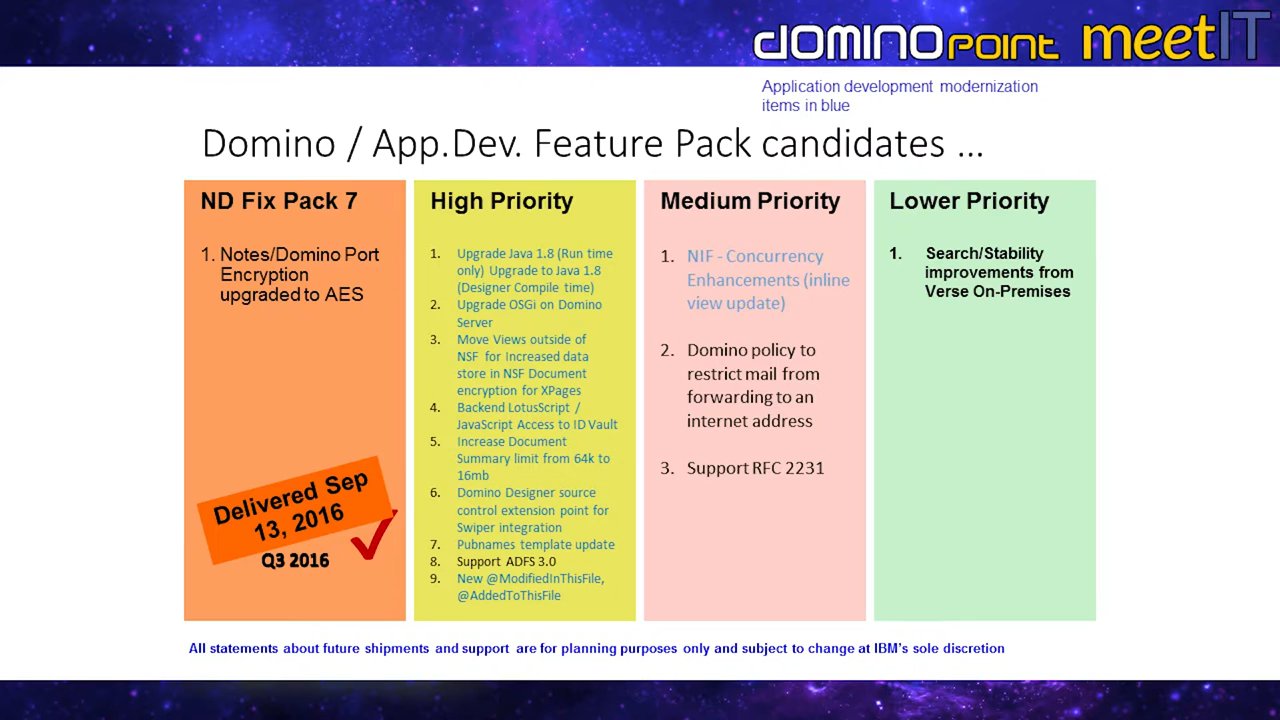 dominopoint meetIT
Application development modernization
items in blue
Domino / App.Dev. Feature Pack candidates ...
ND Fix Pack 7
1. Notes/Domino Port
Encryption
upgraded to AES
Delivered Sep
13, 2016
Q3 2016
High Priority
1. Upgrade Java 1.8 (Run time
only) Upgrade to Java 1.8
(Designer Compile time)
2. Upgrade OSGi on Domino
Server
3. Move Views outside of
NSF for Increased data
store in NSF Document
encryption for XPages
4. Backend LotusScript /
JavaScript Access to ID Vault
5. Increase Document
Summary limit from 64k to
16mb
6. Domino Designer source
control extension point for
Swiper integration
7. Pubnames template update
8. Support ADFS 3.0
9. New @ModifiedInThisFile,
@AddedToThisFile
Medium Priority
1. NIF - Concurrency
Enhancements (inline
view update)
2. Domino policy to
restrict mail from
forwarding to an
internet address
3. Support RFC 2231
Lower Priority
1. Search/Stability
improvements from
Verse On-Premises
All statements about future shipments and support are for planning purposes only and subject to change at IBM's sole discretion